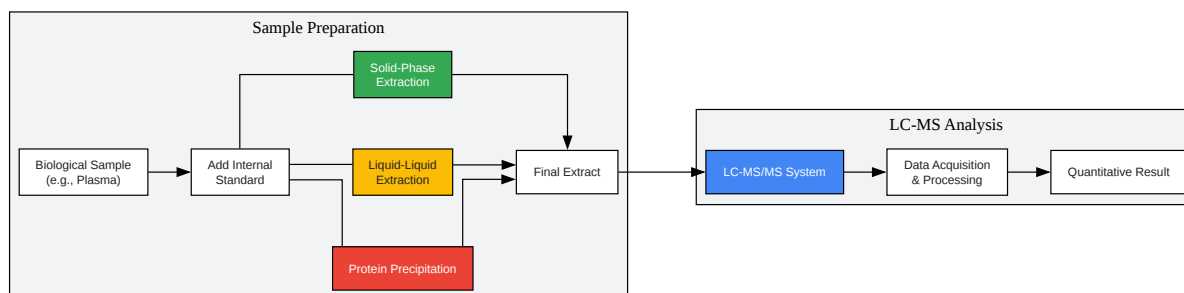 Sample Preparation
Solid-Phase
Extraction
Biological Sample
(e.g., Plasma)
Add Internal
Standard
Liquid-Liquid
Extraction
Final Extract
Protein Precipitation
LC-MS Analysis
LC-MS/MS System
Data Acquisition
& Processing
Quantitative Result